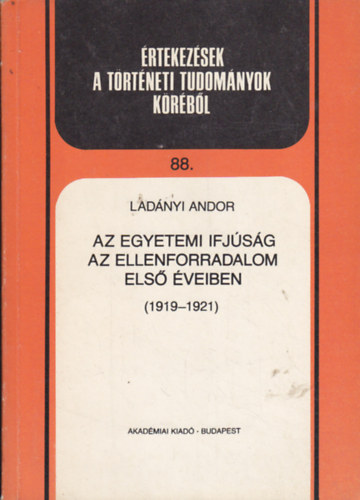 ÉRTEKEZÉSEK
A TÖRTÉNETI TUDOMÁNYOK
KÖRÉBŐL
88.
LADÁNYI ANDOR
AZ EGYETEMI IFJÚSÁG
AZ ELLENFORRADALOM
ELSŐ ÉVEIBEN
(1919–1921)
AKADÉMIAI KIADÓ · BUDAPEST